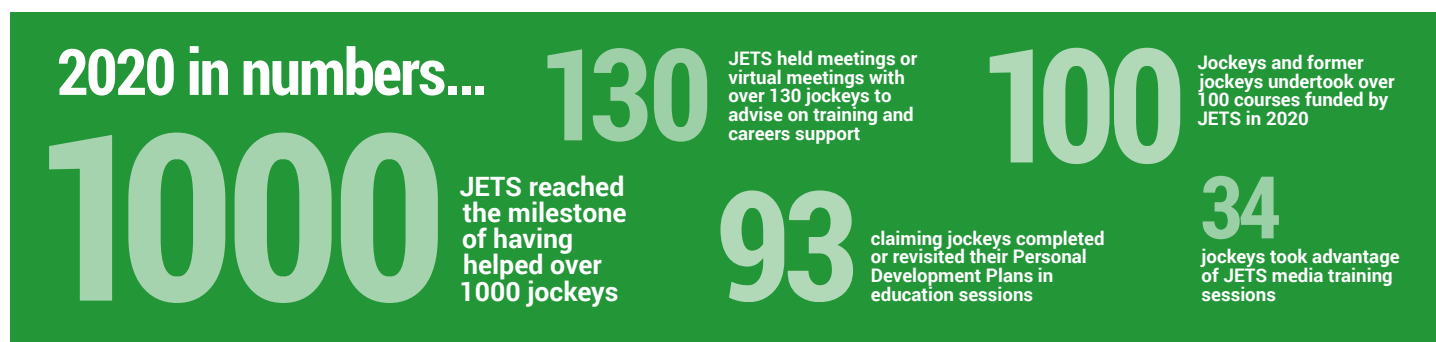 2020 in numbers...
1000
JETS reached
the milestone
of having
helped over
1000 jockeys
130
JETS held meetings or
virtual meetings with
over 130 jockeys to
advise on training and
careers support
93
claiming jockeys completed
or revisited their Personal
Development Plans in
education sessions
100
Jockeys and former
jockeys undertook over
100 courses funded by
JETS in 2020
34
jockeys took advantage
of JETS media training
sessions